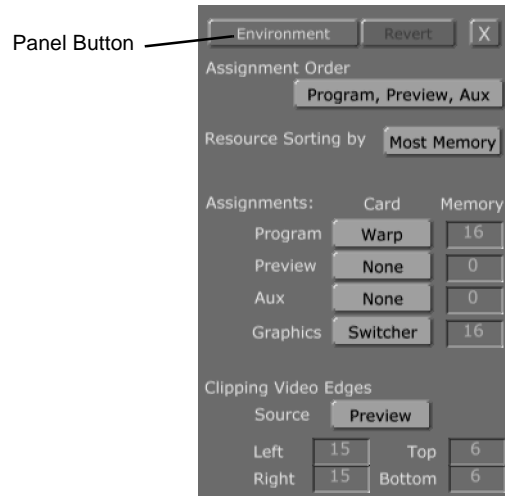 Panel Button
Environment Revert X
Assignment Order
Program, Preview, Aux
Resource Sorting by Most Memory
Assignments: Card Memory
Program Warp 16
Preview None 0
Aux None 0
Graphics Switcher 16
Clipping Video Edges
Source Preview
Left 15 Top 6
Right 15 Bottom 6